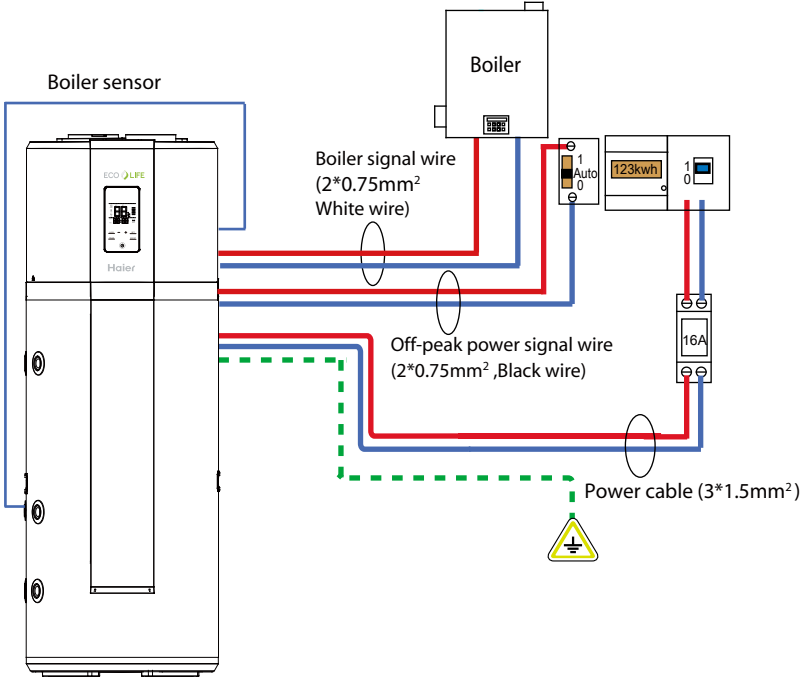 Boiler sensor
Boiler
Boiler signal wire
(2*0.75mm²
White wire)
1
Auto
0
123kwh
1
0
ECO LIFE
Haier
16A
Off-peak power signal wire
(2*0.75mm² ,Black wire)
Power cable (3*1.5mm²)